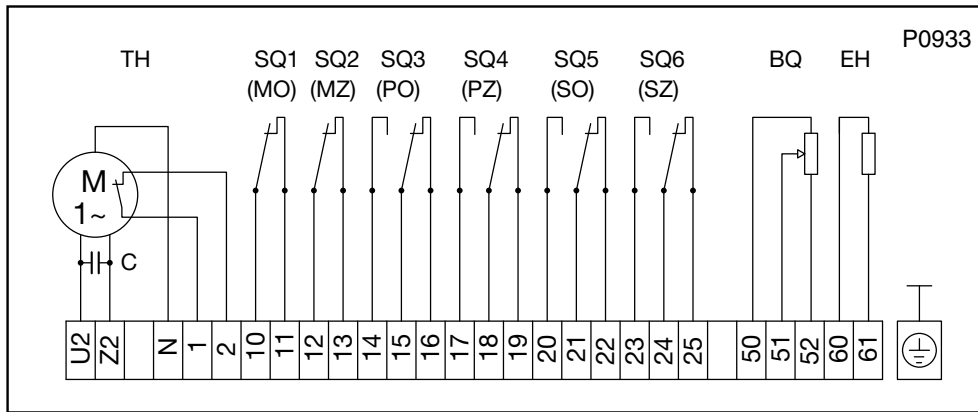 P0933
TH SQ1 SQ2 SQ3 SQ4 SQ5 SQ6 BQ EH
(MO) (MZ) (PO) (PZ) (SO) (SZ)
M
1~
C
U2 Z2 N 1 2 10 11 12 13 14 15 16 17 18 19 20 21 22 23 24 25 50 51 52 60 61